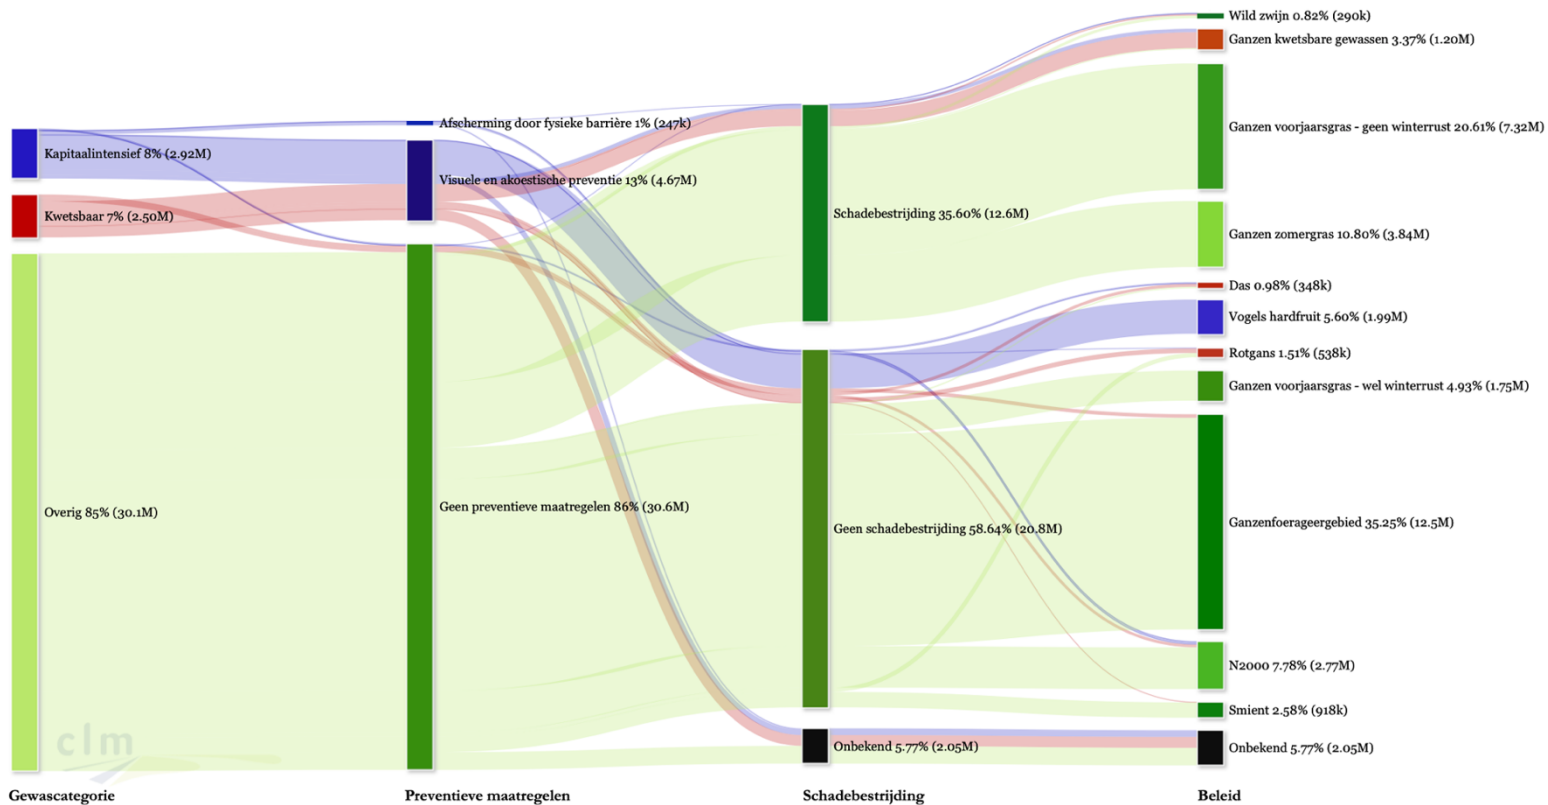 Wild zwijn 0.82% (290k)
Ganzen kwetsbare gewassen 3.37% (1.20M)
Afscherming door fysieke barrière 1% (247k)
Ganzen voorjaarsgras - geen winterrust 20.61% (7.32M)
Kapitaalintensief 8% (2.92M)
Visuele en akoestische preventie 13% (4.67M)
Kwetsbaar 7% (2.50M)
Schadebestrijding 35.60% (12.6M)
Ganzen zomergras 10.80% (3.84M)
Das 0.98% (348k)
Vogels hardfruit 5.60% (1.99M)
Rotgans 1.51% (538k)
Ganzen voorjaarsgras - wel winterrust 4.93% (1.75M)
Overig 85% (30.1M)
Geen preventieve maatregelen 86% (30.6M)
Geen schadebestrijding 58.64% (20.8M)
Ganzenfoerageergebied 35.25% (12.5M)
N2000 7.78% (2.77M)
Smient 2.58% (918k)
clm
Onbekend 5.77% (2.05M)
Onbekend 5.77% (2.05M)
Gewascategorie
Preventieve maatregelen
Schadebestrijding
Beleid